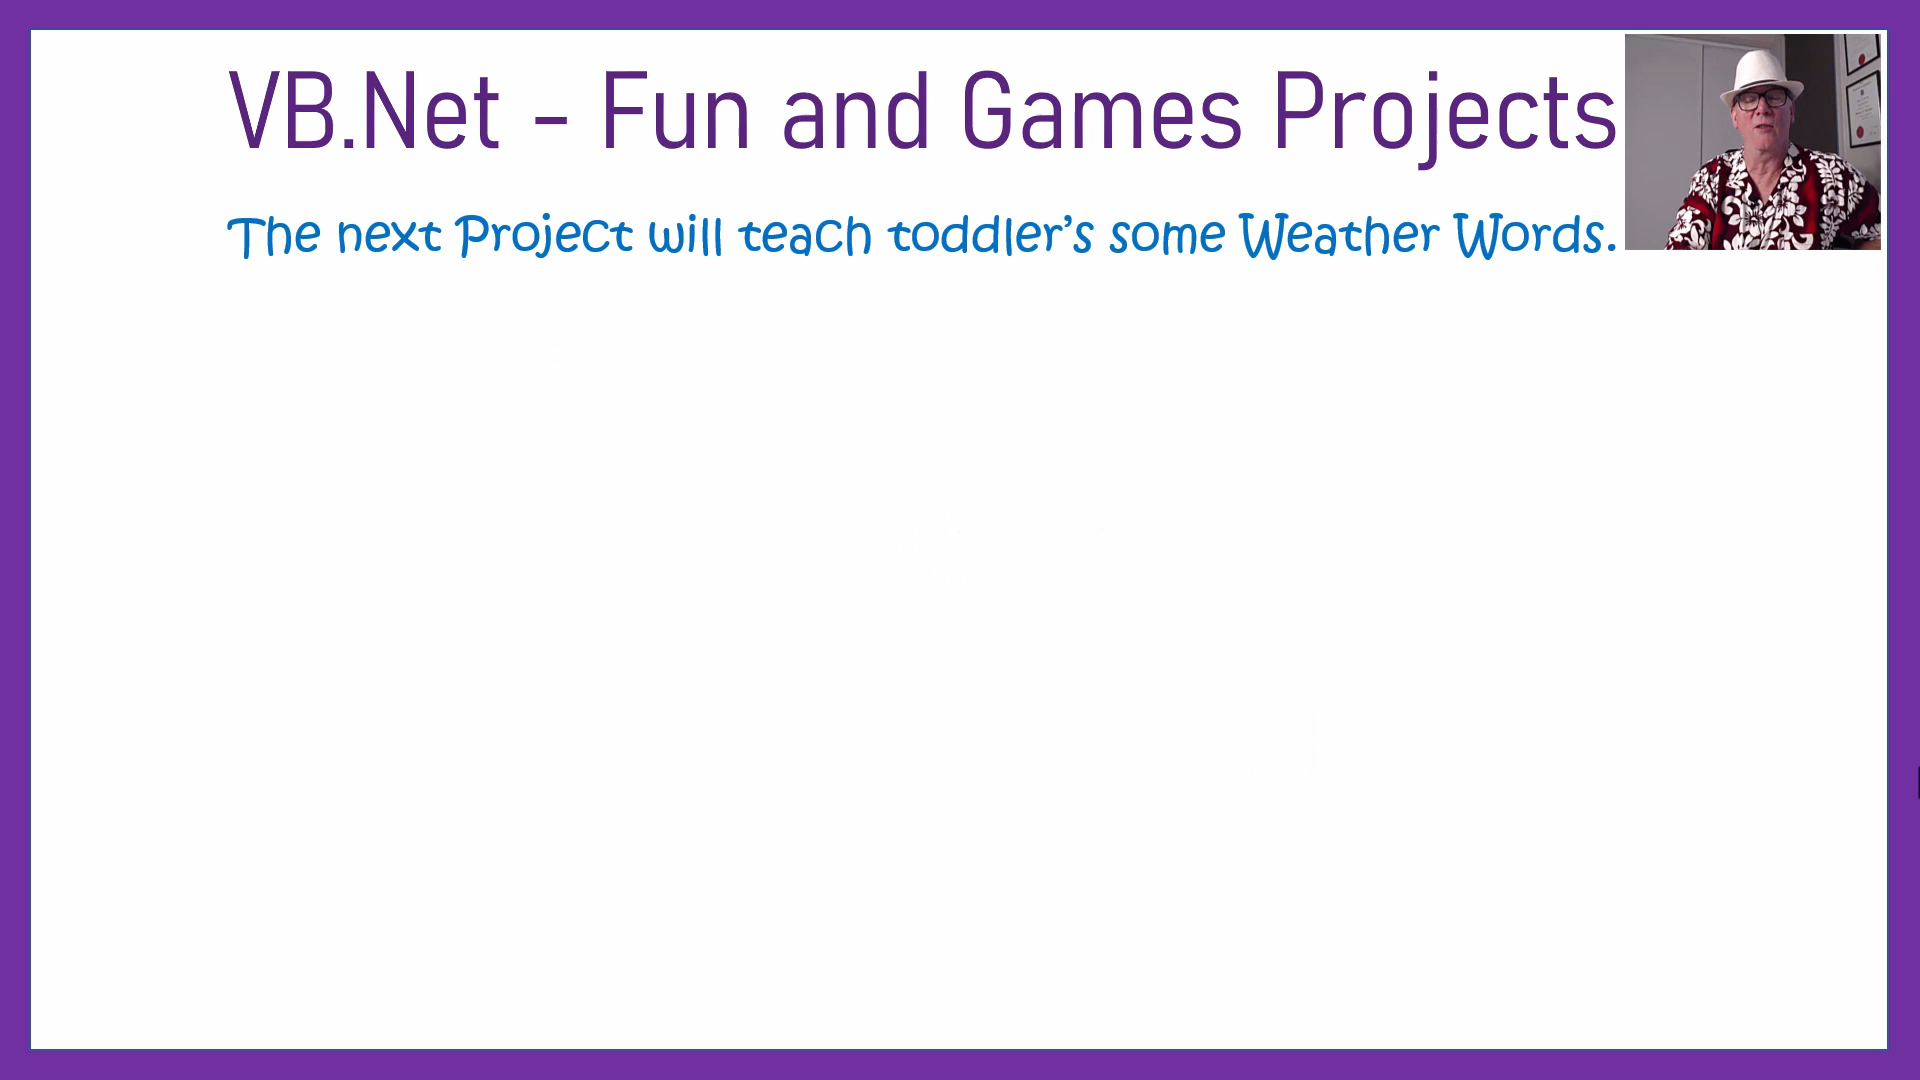 VB.Net - Fun and Games Projects
The next Project will teach toddler’s some Weather Words.